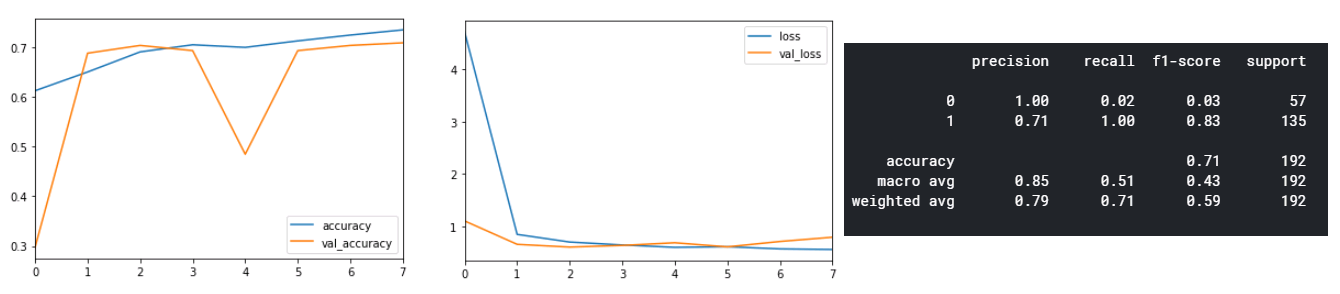 0.7
0.6
0.5
0.4
0.3
0 1 2 3 4 5 6 7
accuracy
val_accuracy
4
3
2
1
0 1 2 3 4 5 6 7
loss
val_loss
precision recall f1-score support
0 1.00 0.02 0.03 57
1 0.71 1.00 0.83 135
accuracy 0.71 192
macro avg 0.85 0.51 0.43 192
weighted avg 0.79 0.71 0.59 192